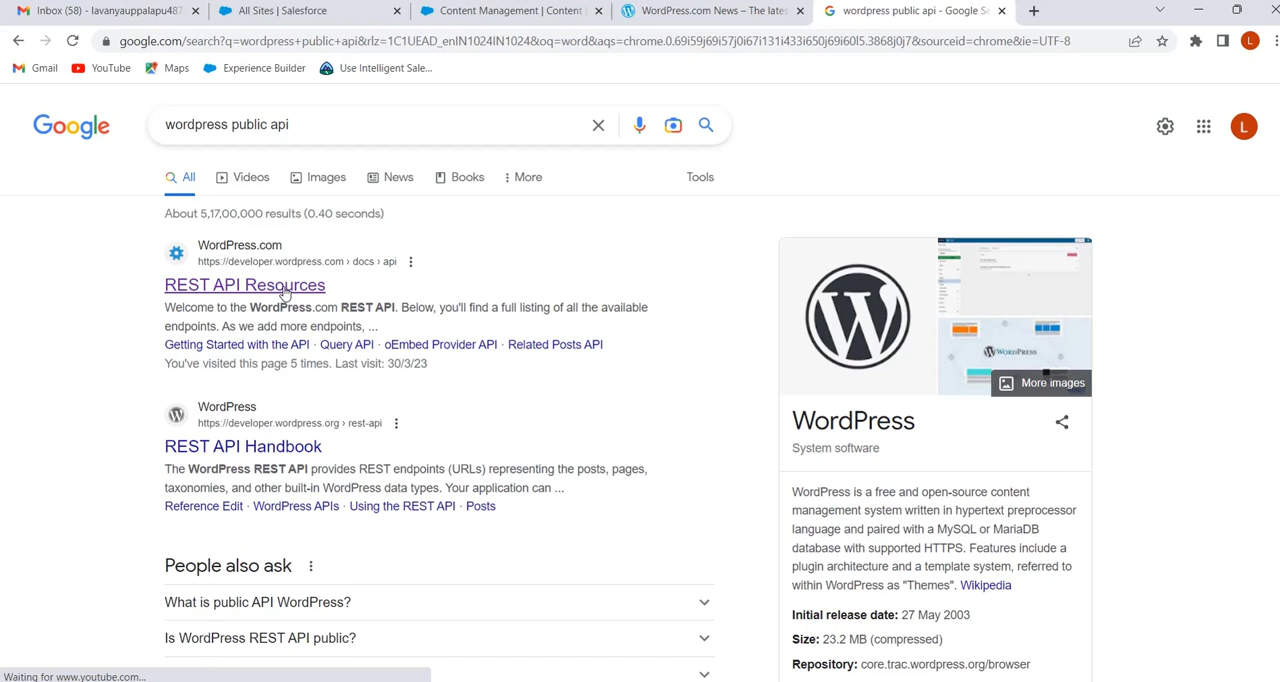 Inbox (58) - lavanyauppalapu487
All Sites | Salesforce
Content Management | Content
WordPress.com News – The lates
wordpress public api - Google Se
google.com/search?q=wordpress+public+api&rlz=1C1UEAD_enIN1024IN1024&oq=word&aqs=chrome.0.69i59j69i57j0i67i131i433i650j69i60l5.3868j0j7&sourceid=chrome&ie=UTF-8
L
Gmail
YouTube
Maps
Experience Builder
Use Intelligent Sale...
Google
wordpress public api
L
All
Videos
Images
News
Books
More
Tools
About 5,17,00,000 results (0.40 seconds)
WordPress.com
https://developer.wordpress.com › docs › api
REST API Resources
Welcome to the WordPress.com REST API. Below, you'll find a full listing of all the available
endpoints. As we add more endpoints, ...
Getting Started with the API · Query API · oEmbed Provider API · Related Posts API
You've visited this page 5 times. Last visit: 30/3/23
WordPress
https://developer.wordpress.org › rest-api
REST API Handbook
The WordPress REST API provides REST endpoints (URLs) representing the posts, pages,
taxonomies, and other built-in WordPress data types. Your application can ...
Reference Edit · WordPress APIs · Using the REST API · Posts
People also ask
What is public API WordPress?
Is WordPress REST API public?
WordPress
More images
WordPress
System software
WordPress is a free and open-source content
management system written in hypertext preprocessor
language and paired with a MySQL or MariaDB
database with supported HTTPS. Features include a
plugin architecture and a template system, referred to
within WordPress as "Themes". Wikipedia
Initial release date: 27 May 2003
Size: 23.2 MB (compressed)
Repository: core.trac.wordpress.org/browser
Waiting for www.youtube.com...